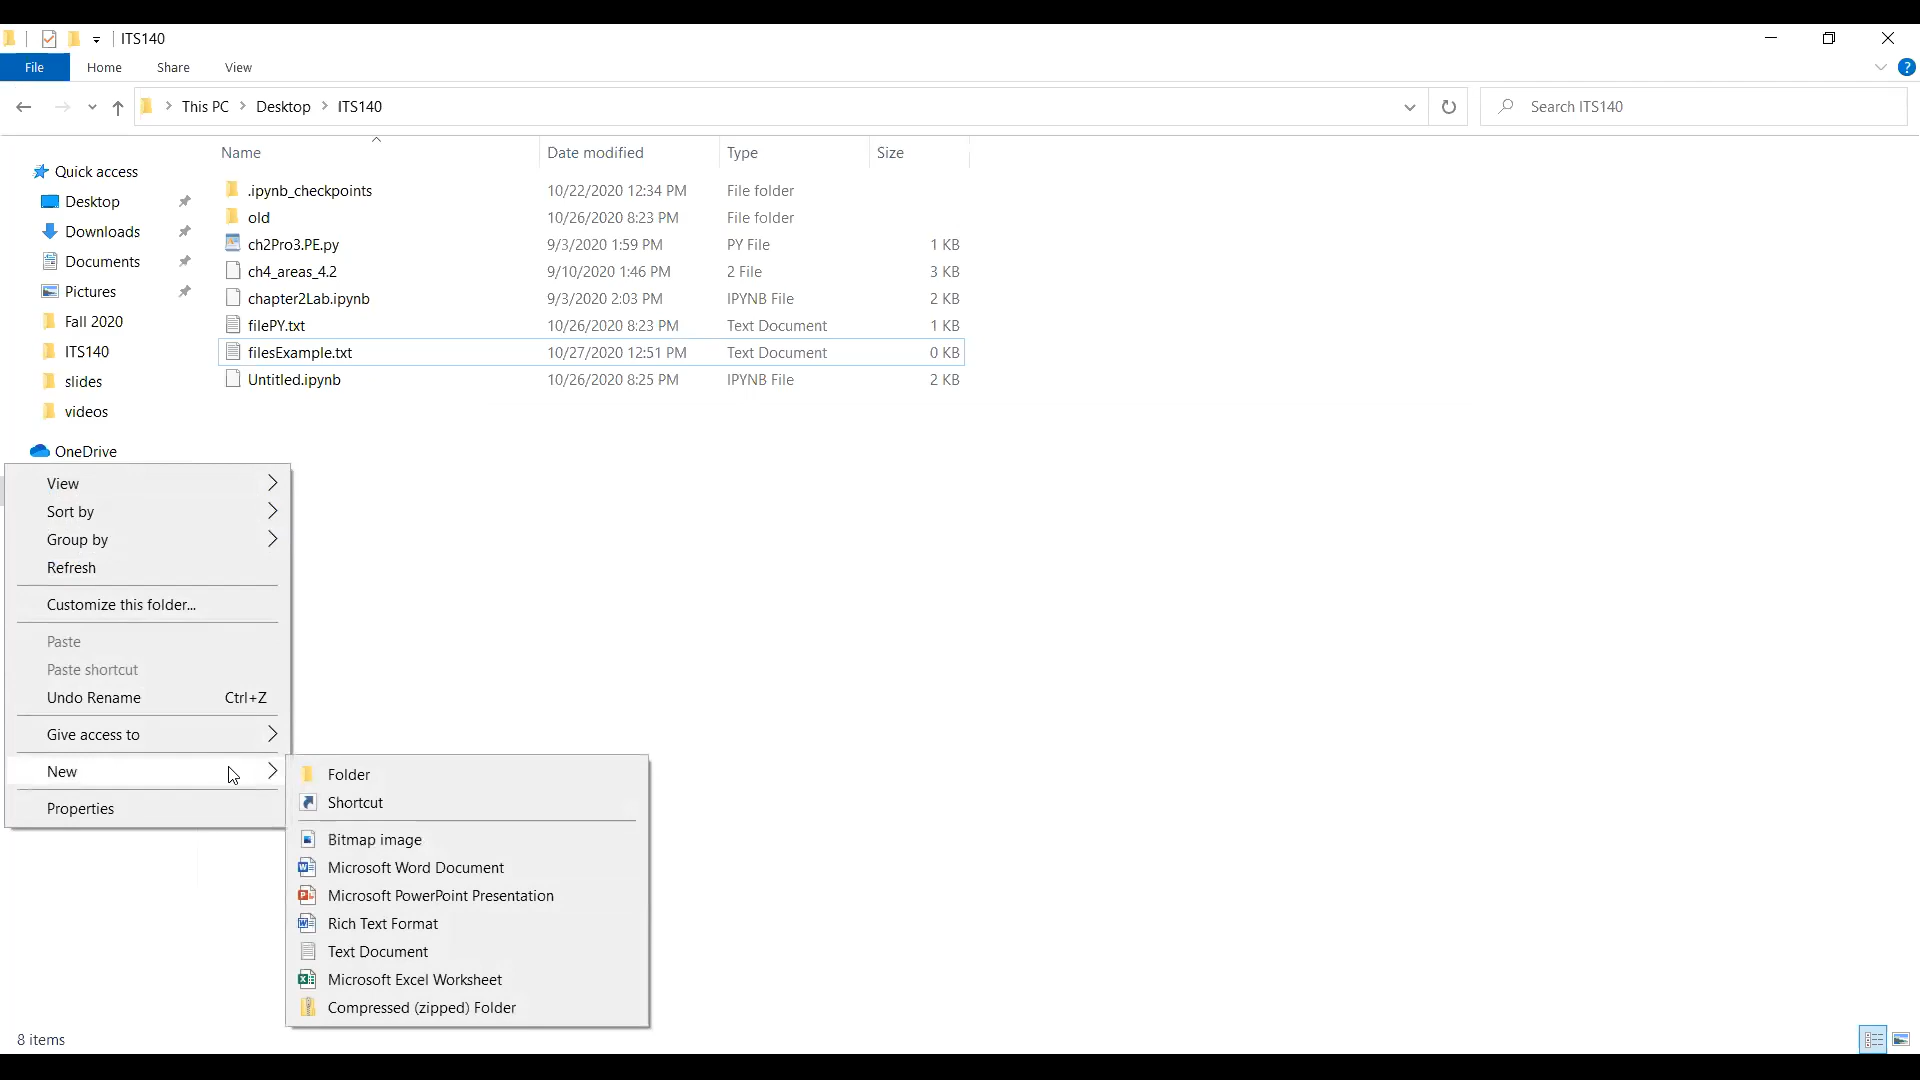 ITS140
File Home Share View
?
This PC Desktop ITS140
Search ITS140
Name Date modified Type Size
Quick access
Desktop
Downloads
Documents
Pictures
Fall 2020
ITS140
slides
videos
OneDrive
.ipynb_checkpoints 10/22/2020 12:34 PM File folder
old 10/26/2020 8:23 PM File folder
ch2Pro3.PE.py 9/3/2020 1:59 PM PY File 1 KB
ch4_areas_4.2 9/10/2020 1:46 PM 2 File 3 KB
chapter2Lab.ipynb 9/3/2020 2:03 PM IPYNB File 2 KB
filePY.txt 10/26/2020 8:23 PM Text Document 1 KB
filesExample.txt 10/27/2020 12:51 PM Text Document 0 KB
Untitled.ipynb 10/26/2020 8:25 PM IPYNB File 2 KB
View
Sort by
Group by
Refresh
Customize this folder...
Paste
Paste shortcut
Undo Rename Ctrl+Z
Give access to
New
Properties
Folder
Shortcut
Bitmap image
Microsoft Word Document
Microsoft PowerPoint Presentation
Rich Text Format
Text Document
Microsoft Excel Worksheet
Compressed (zipped) Folder
8 items